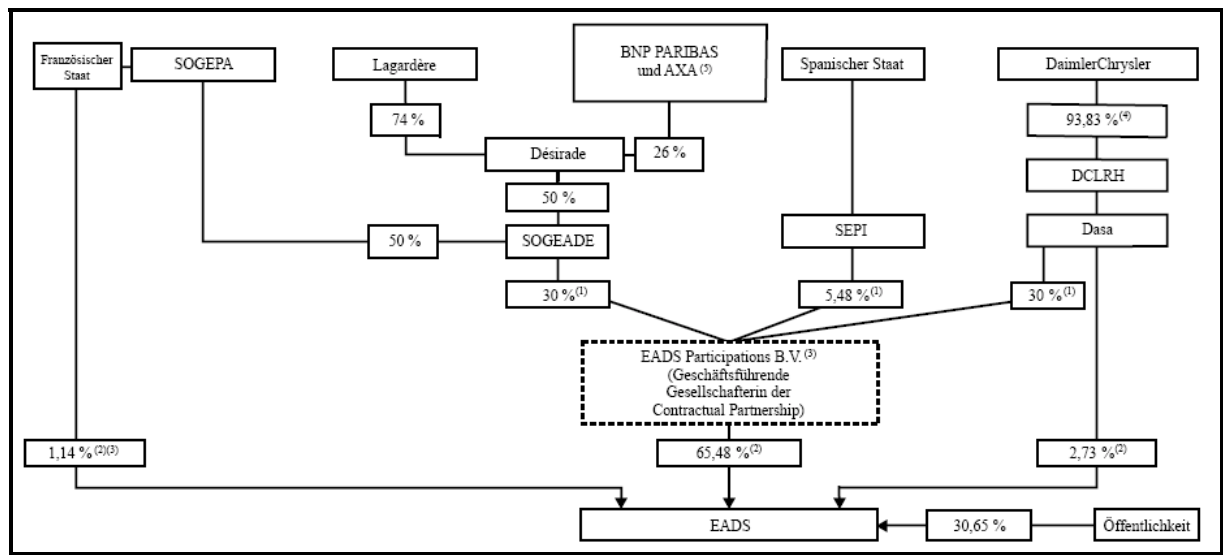 Französischer
Staat
SOGEPA
Lagardère
BNP PARIBAS
und AXA (5)
Spanischer Staat
DaimlerChrysler
74 %
93,83 %(4)
Désirade
26 %
DCLRH
50 %
50 %
SOGEADE
SEPI
Dasa
30 %(1)
5,48 %(1)
30 %(1)
EADS Participations B.V. (3)
(Geschäftsführende
Gesellschafterin der
Contractual Partnership)
1,14 %(2)(3)
65,48 %(2)
2,73 %(2)
EADS
30,65 %
Öffentlichkeit